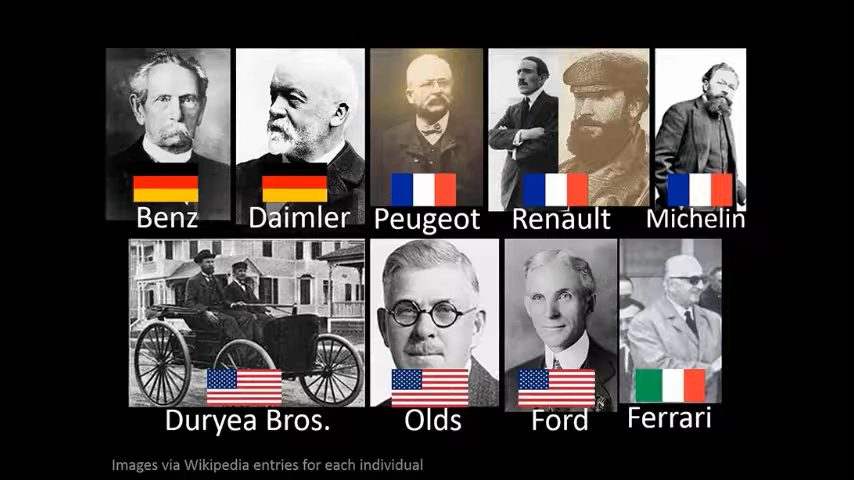 Benz
Daimler
Peugeot
Renault
Michelin
Duryea Bros.
Olds
Ford
Ferrari
Images via Wikipedia entries for each individual